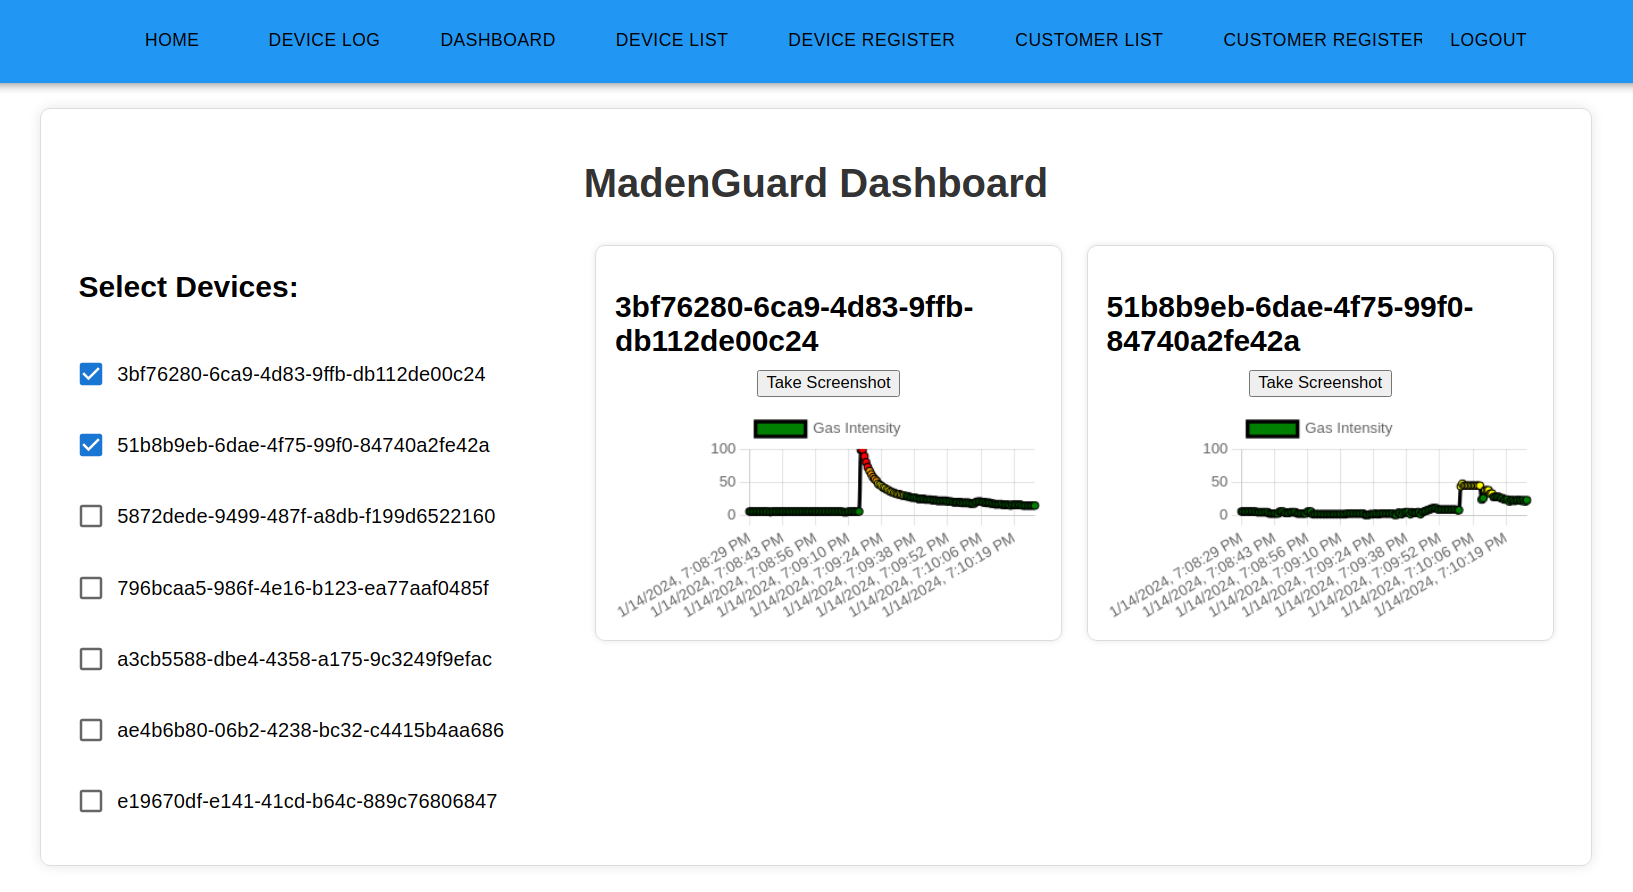 HOME DEVICE LOG DASHBOARD DEVICE LIST DEVICE REGISTER CUSTOMER LIST CUSTOMER REGISTER LOGOUT
MadenGuard Dashboard
Select Devices:
3bf76280-6ca9-4d83-9ffb-db112de00c24
51b8b9eb-6dae-4f75-99f0-84740a2fe42a
5872dede-9499-487f-a8db-f199d6522160
796bcaa5-986f-4e16-b123-ea77aaf0485f
a3cb5588-dbe4-4358-a175-9c3249f9efac
ae4b6b80-06b2-4238-bc32-c4415b4aa686
e19670df-e141-41cd-b64c-889c76806847
3bf76280-6ca9-4d83-9ffb-
db112de00c24
Take Screenshot
Gas Intensity
100
50
0
1/14/2024, 7:08:29 PM
1/14/2024, 7:08:43 PM
1/14/2024, 7:08:56 PM
1/14/2024, 7:09:10 PM
1/14/2024, 7:09:24 PM
1/14/2024, 7:09:38 PM
1/14/2024, 7:09:52 PM
1/14/2024, 7:10:06 PM
1/14/2024, 7:10:19 PM
51b8b9eb-6dae-4f75-99f0-
84740a2fe42a
Take Screenshot
Gas Intensity
100
50
0
1/14/2024, 7:08:29 PM
1/14/2024, 7:08:43 PM
1/14/2024, 7:08:56 PM
1/14/2024, 7:09:10 PM
1/14/2024, 7:09:24 PM
1/14/2024, 7:09:38 PM
1/14/2024, 7:09:52 PM
1/14/2024, 7:10:06 PM
1/14/2024, 7:10:19 PM